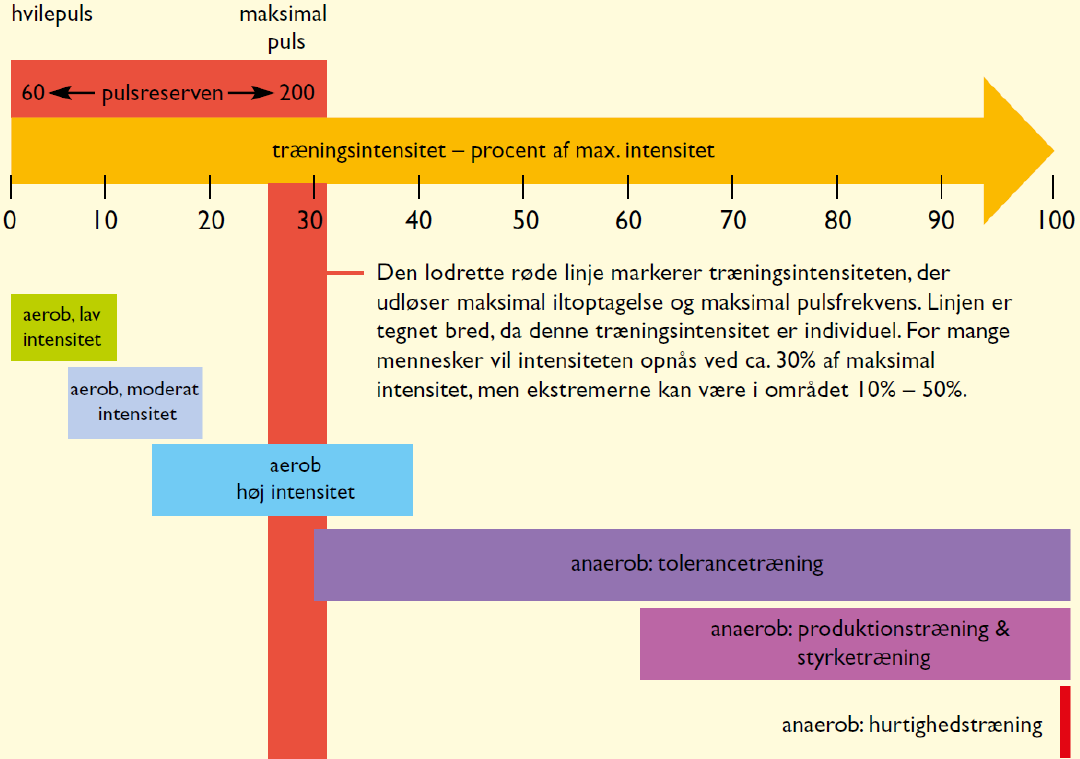 hvilepuls
maksimal
puls
60 pulsreserven 200
træningsintensitet – procent af max. intensitet
0 10 20 30 40 50 60 70 80 90 100
Den lodrette røde linje markerer træningsintensiteten, der
udløser maksimal iltoptagelse og maksimal pulsfrekvens. Linjen er
tegnet bred, da denne træningsintensitet er individuel. For mange
mennesker vil intensiteten opnås ved ca. 30% af maksimal
intensitet, men ekstremerne kan være i området 10% – 50%.
aerob, lav
intensitet
aerob, moderat
intensitet
aerob
høj intensitet
anaerob: tolerancetræning
anaerob: produktionstræning &
styrketræning
anaerob: hurtighedstræning